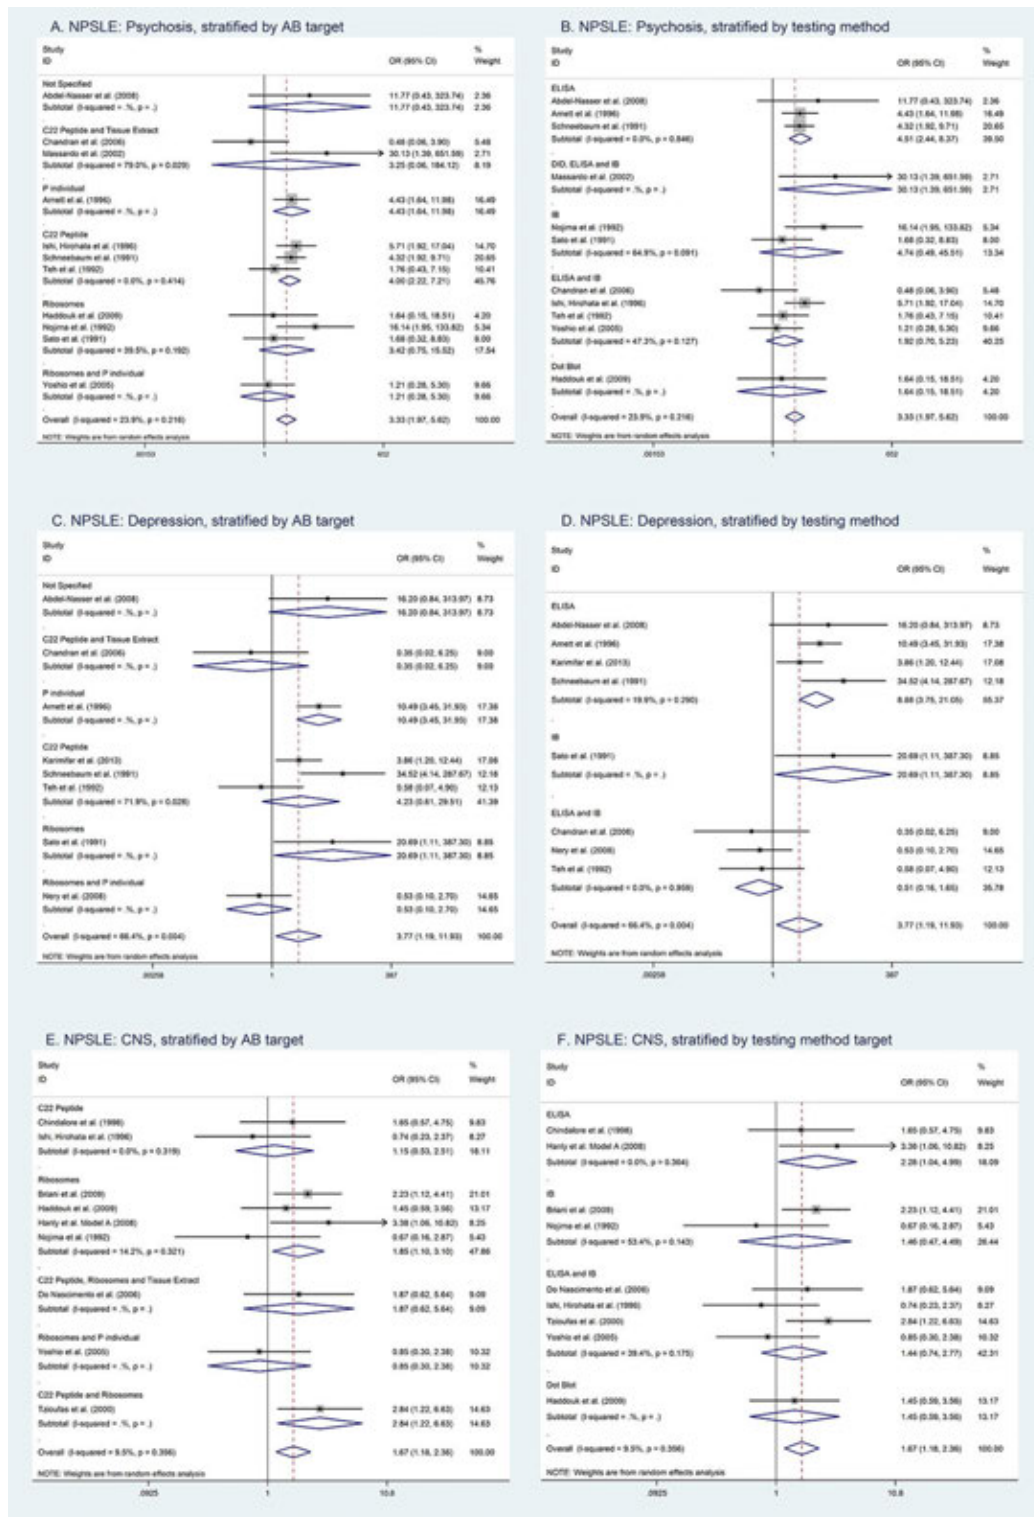 A. NPSLE: Psychosis, stratified by AB target
Study
%
ID
OR (95% CI)
Weight
Not Specified
Abdel-Nasser et al. (2008) 11.77 (0.43, 323.74) 2.36
Subtotal (I-squared = .%, p = .) 11.77 (0.43, 323.74) 2.36
C22 Peptide and Tissue Extract
Chandran et al. (2006) 0.48 (0.06, 3.90) 5.48
Massardo et al. (2002) 30.13 (1.39, 651.59) 2.71
Subtotal (I-squared = 79.0%, p = 0.029) 3.25 (0.06, 184.12) 8.19
P individual
Arnett et al. (1996) 4.43 (1.64, 11.98) 16.49
Subtotal (I-squared = .%, p = .) 4.43 (1.64, 11.98) 16.49
C22 Peptide
Ishi, Hirohata et al. (1996) 5.71 (1.92, 17.04) 14.70
Schneebaum et al. (1991) 4.32 (1.92, 9.71) 20.65
Teh et al. (1992) 1.76 (0.43, 7.15) 10.41
Subtotal (I-squared = 0.0%, p = 0.414) 4.00 (2.22, 7.21) 45.76
Ribosomes
Haddouk et al. (2009) 1.64 (0.15, 18.51) 4.20
Nojima et al. (1992) 16.14 (1.95, 133.82) 5.34
Sato et al. (1991) 1.68 (0.32, 8.83) 8.00
Subtotal (I-squared = 39.5%, p = 0.192) 3.42 (0.75, 15.52) 17.54
Ribosomes and P individual
Yoshio et al. (2005) 1.21 (0.28, 5.30) 9.66
Subtotal (I-squared = .%, p = .) 1.21 (0.28, 5.30) 9.66
Overall (I-squared = 23.9%, p = 0.216) 3.33 (1.97, 5.62) 100.00
NOTE: Weights are from random effects analysis
.00153 1 652
B. NPSLE: Psychosis, stratified by testing method
Study
%
ID
OR (95% CI)
Weight
ELISA
Abdel-Nasser et al. (2008) 11.77 (0.43, 323.74) 2.36
Arnett et al. (1996) 4.43 (1.64, 11.98) 16.49
Schneebaum et al. (1991) 4.32 (1.92, 9.71) 20.65
Subtotal (I-squared = 0.0%, p = 0.846) 4.51 (2.44, 8.37) 39.50
DID, ELISA and IB
Massardo et al. (2002) 30.13 (1.39, 651.59) 2.71
Subtotal (I-squared = .%, p = .) 30.13 (1.39, 651.59) 2.71
IB
Nojima et al. (1992) 16.14 (1.95, 133.82) 5.34
Sato et al. (1991) 1.68 (0.32, 8.83) 8.00
Subtotal (I-squared = 64.9%, p = 0.091) 4.74 (0.48, 45.51) 13.34
ELISA and IB
Chandran et al. (2006) 0.48 (0.06, 3.90) 5.48
Ishi, Hirohata et al. (1996) 5.71 (1.92, 17.04) 14.70
Teh et al. (1992) 1.76 (0.43, 7.15) 10.41
Yoshio et al. (2005) 1.21 (0.28, 5.30) 9.66
Subtotal (I-squared = 47.3%, p = 0.127) 1.92 (0.70, 5.23) 40.25
Dot Blot
Haddouk et al. (2009) 1.64 (0.15, 18.51) 4.20
Subtotal (I-squared = .%, p = .) 1.64 (0.15, 18.51) 4.20
Overall (I-squared = 23.9%, p = 0.216) 3.33 (1.97, 5.62) 100.00
NOTE: Weights are from random effects analysis
.00153 1 652
C. NPSLE: Depression, stratified by AB target
Study
%
ID
OR (95% CI)
Weight
Not Specified
Abdel-Nasser et al. (2008) 16.20 (0.84, 313.97) 8.73
Subtotal (I-squared = .%, p = .) 16.20 (0.84, 313.97) 8.73
C22 Peptide and Tissue Extract
Chandran et al. (2006) 0.35 (0.02, 6.25) 9.00
Subtotal (I-squared = .%, p = .) 0.35 (0.02, 6.25) 9.00
P individual
Arnett et al. (1996) 10.49 (3.45, 31.93) 17.38
Subtotal (I-squared = .%, p = .) 10.49 (3.45, 31.93) 17.38
C22 Peptide
Karimifar et al. (2013) 3.86 (1.20, 12.44) 17.08
Schneebaum et al. (1991) 34.52 (4.14, 287.67) 12.18
Teh et al. (1992) 0.58 (0.07, 4.90) 12.13
Subtotal (I-squared = 71.9%, p = 0.028) 4.23 (0.61, 29.51) 41.39
Ribosomes
Sato et al. (1991) 20.69 (1.11, 387.30) 8.85
Subtotal (I-squared = .%, p = .) 20.69 (1.11, 387.30) 8.85
Ribosomes and P individual
Nery et al. (2008) 0.53 (0.10, 2.70) 14.65
Subtotal (I-squared = .%, p = .) 0.53 (0.10, 2.70) 14.65
Overall (I-squared = 66.4%, p = 0.004) 3.77 (1.19, 11.93) 100.00
NOTE: Weights are from random effects analysis
.00258 1 387
D. NPSLE: Depression, stratified by testing method
Study
%
ID
OR (95% CI)
Weight
ELISA
Abdel-Nasser et al. (2008) 16.20 (0.84, 313.97) 8.73
Arnett et al. (1996) 10.49 (3.45, 31.93) 17.38
Karimifar et al. (2013) 3.86 (1.20, 12.44) 17.08
Schneebaum et al. (1991) 34.52 (4.14, 287.67) 12.18
Subtotal (I-squared = 19.9%, p = 0.290) 8.88 (3.75, 21.05) 55.37
IB
Sato et al. (1991) 20.69 (1.11, 387.30) 8.85
Subtotal (I-squared = .%, p = .) 20.69 (1.11, 387.30) 8.85
ELISA and IB
Chandran et al. (2006) 0.35 (0.02, 6.25) 9.00
Nery et al. (2008) 0.53 (0.10, 2.70) 14.65
Teh et al. (1992) 0.58 (0.07, 4.90) 12.13
Subtotal (I-squared = 0.0%, p = 0.959) 0.51 (0.16, 1.65) 35.78
Overall (I-squared = 66.4%, p = 0.004) 3.77 (1.19, 11.93) 100.00
NOTE: Weights are from random effects analysis
.00258 1 387
E. NPSLE: CNS, stratified by AB target
Study
%
ID
OR (95% CI)
Weight
C22 Peptide
Chindalore et al. (1998) 1.65 (0.57, 4.75) 9.83
Ishi, Hirohata et al. (1996) 0.74 (0.23, 2.37) 8.27
Subtotal (I-squared = 0.0%, p = 0.319) 1.15 (0.53, 2.51) 18.11
Ribosomes
Briani et al. (2009) 2.23 (1.12, 4.41) 21.01
Haddouk et al. (2009) 1.45 (0.59, 3.56) 13.17
Hanly et al. Model A (2008) 3.38 (1.06, 10.82) 8.25
Nojima et al. (1992) 0.67 (0.16, 2.87) 5.43
Subtotal (I-squared = 14.2%, p = 0.321) 1.85 (1.10, 3.10) 47.86
C22 Peptide, Ribosomes and Tissue Extract
Do Nascimento et al. (2006) 1.87 (0.62, 5.64) 9.09
Subtotal (I-squared = .%, p = .) 1.87 (0.62, 5.64) 9.09
Ribosomes and P individual
Yoshio et al. (2005) 0.85 (0.30, 2.38) 10.32
Subtotal (I-squared = .%, p = .) 0.85 (0.30, 2.38) 10.32
C22 Peptide and Ribosomes
Tzioufas et al. (2000) 2.84 (1.22, 6.63) 14.63
Subtotal (I-squared = .%, p = .) 2.84 (1.22, 6.63) 14.63
Overall (I-squared = 9.5%, p = 0.356) 1.67 (1.18, 2.36) 100.00
NOTE: Weights are from random effects analysis
.0925 1 10.8
F. NPSLE: CNS, stratified by testing method target
Study
%
ID
OR (95% CI)
Weight
ELISA
Chindalore et al. (1998) 1.65 (0.57, 4.75) 9.83
Hanly et al. Model A (2008) 3.38 (1.06, 10.82) 8.25
Subtotal (I-squared = 0.0%, p = 0.364) 2.28 (1.04, 4.99) 18.09
IB
Briani et al. (2009) 2.23 (1.12, 4.41) 21.01
Nojima et al. (1992) 0.67 (0.16, 2.87) 5.43
Subtotal (I-squared = 53.4%, p = 0.143) 1.46 (0.47, 4.49) 26.44
ELISA and IB
Do Nascimento et al. (2006) 1.87 (0.62, 5.64) 9.09
Ishi, Hirohata et al. (1996) 0.74 (0.23, 2.37) 8.27
Tzioufas et al. (2000) 2.84 (1.22, 6.63) 14.63
Yoshio et al. (2005) 0.85 (0.30, 2.38) 10.32
Subtotal (I-squared = 39.4%, p = 0.175) 1.44 (0.74, 2.77) 42.31
Dot Blot
Haddouk et al. (2009) 1.45 (0.59, 3.56) 13.17
Subtotal (I-squared = .%, p = .) 1.45 (0.59, 3.56) 13.17
Overall (I-squared = 9.5%, p = 0.356) 1.67 (1.18, 2.36) 100.00
NOTE: Weights are from random effects analysis
.0925 1 10.8